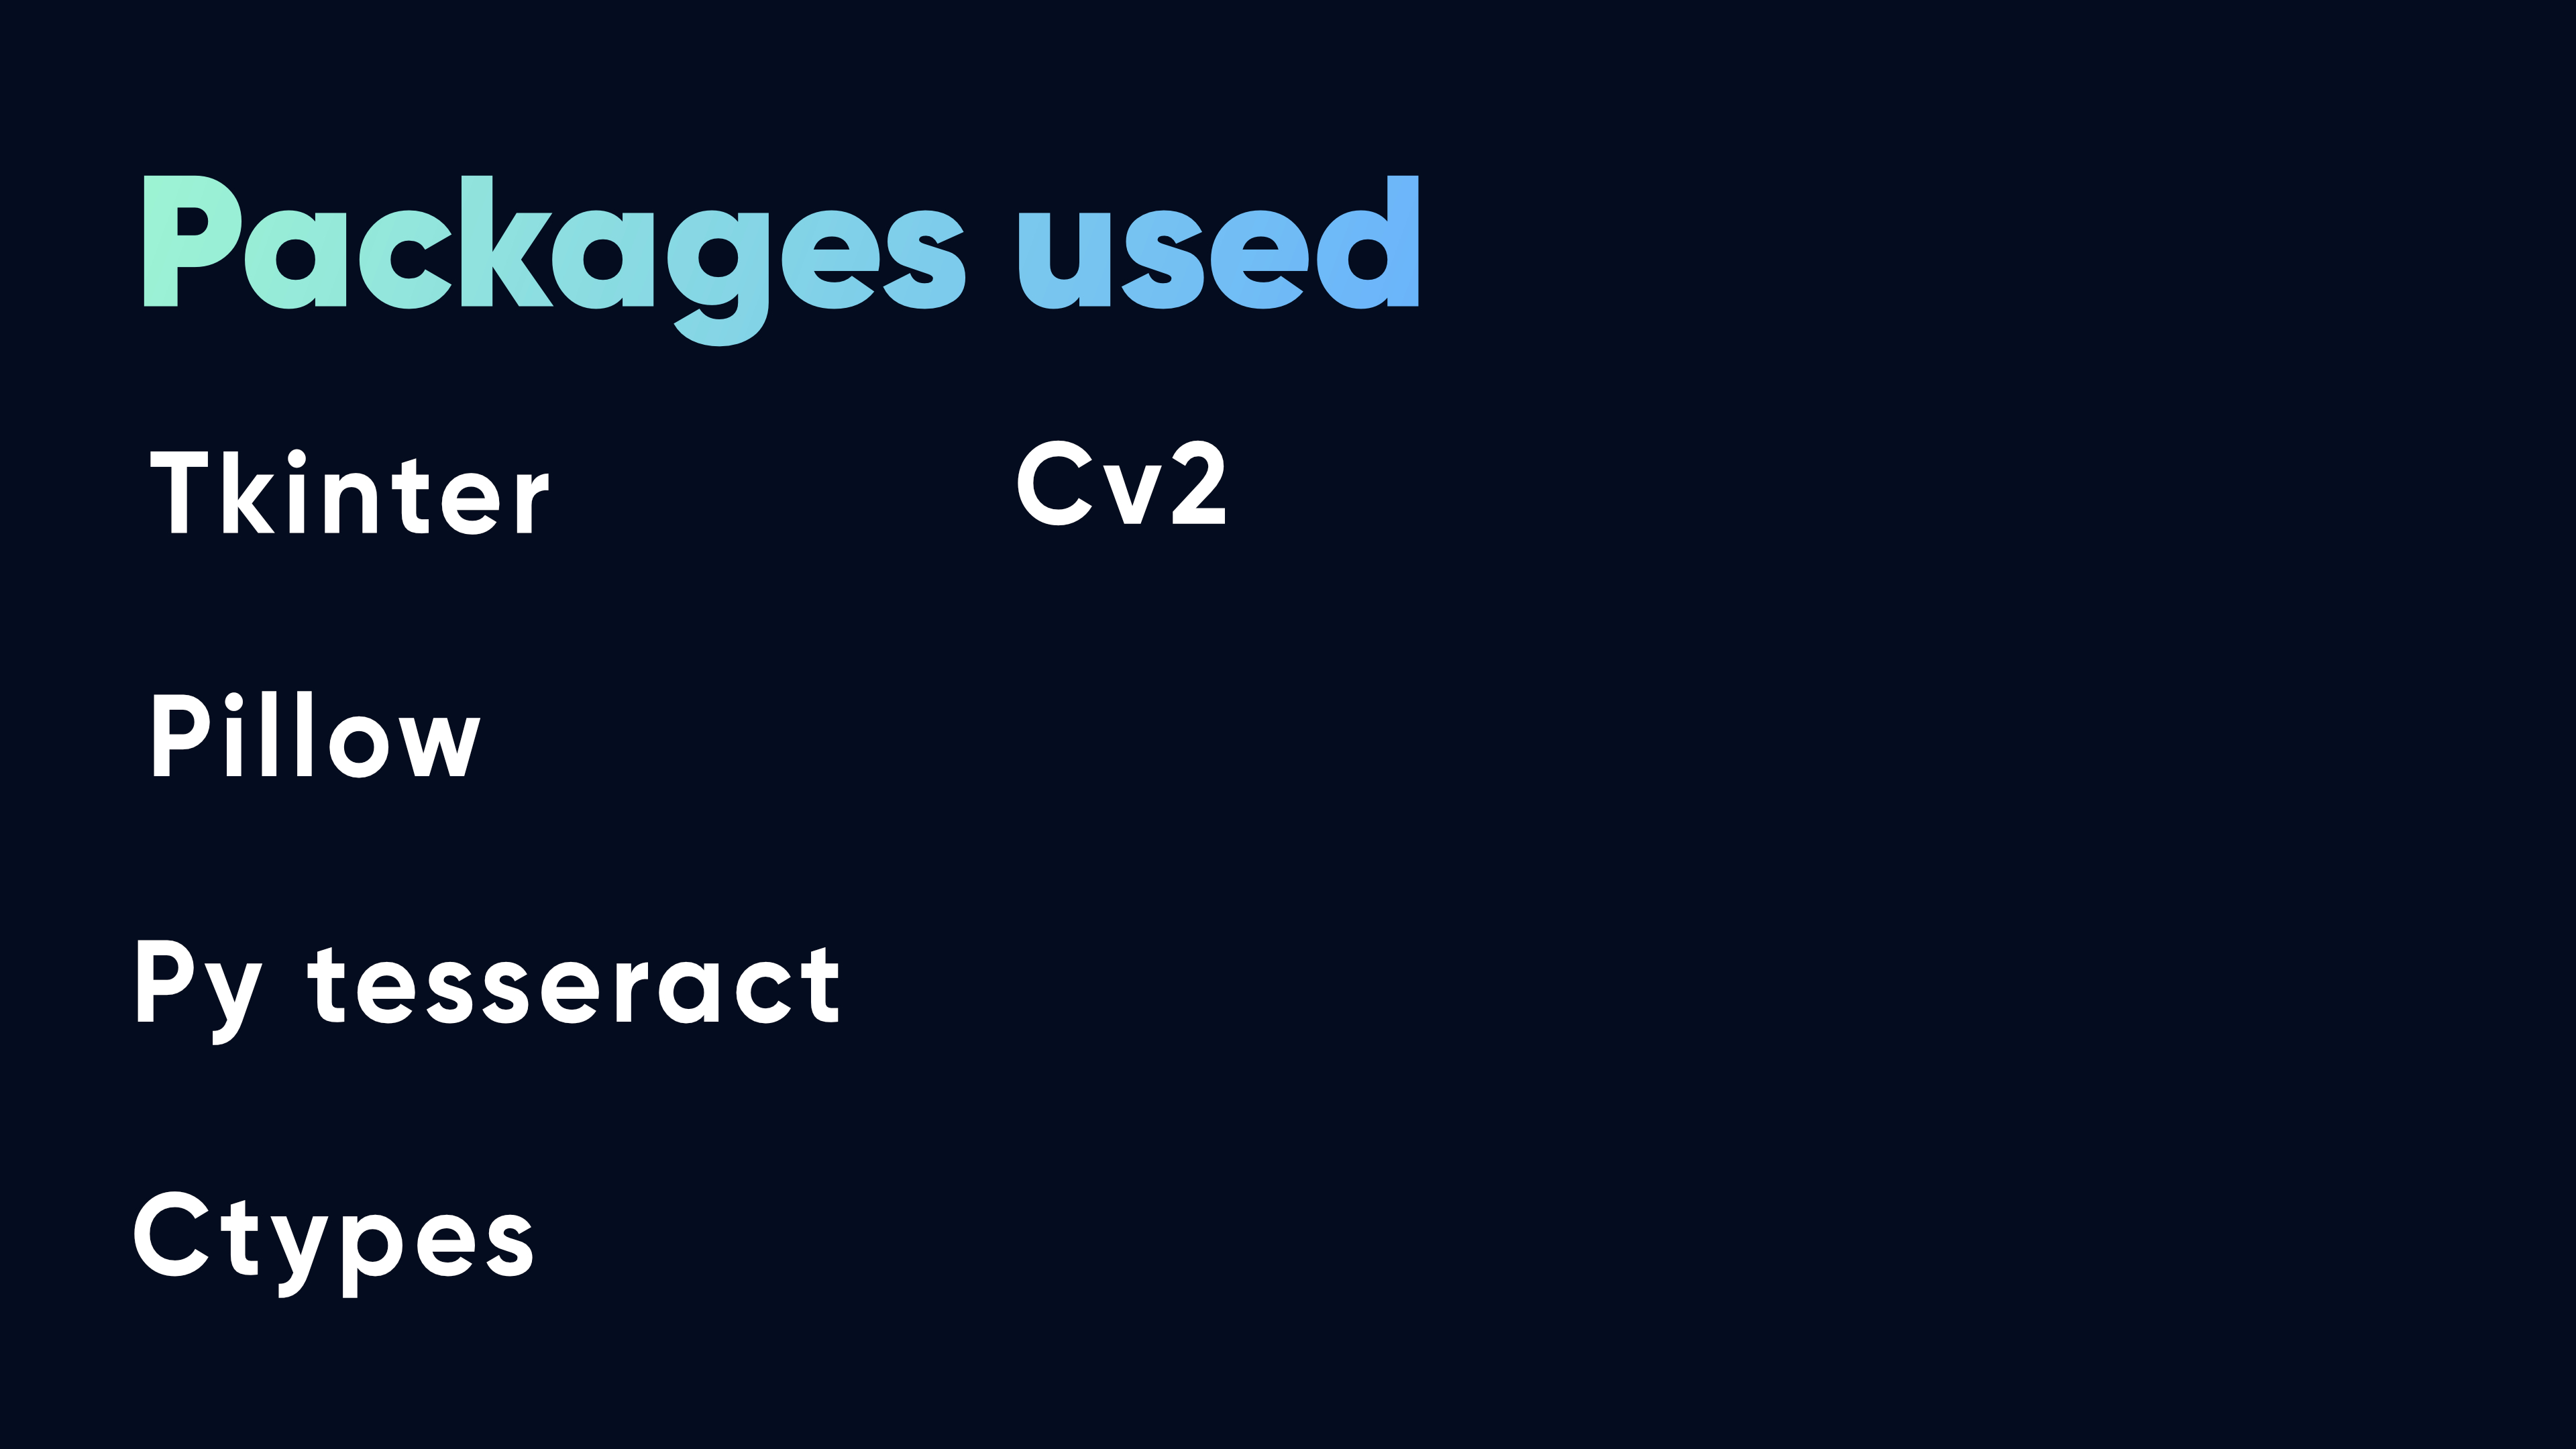 Packages used
Tkinter
Cv2
Pillow
Py tesseract
Ctypes